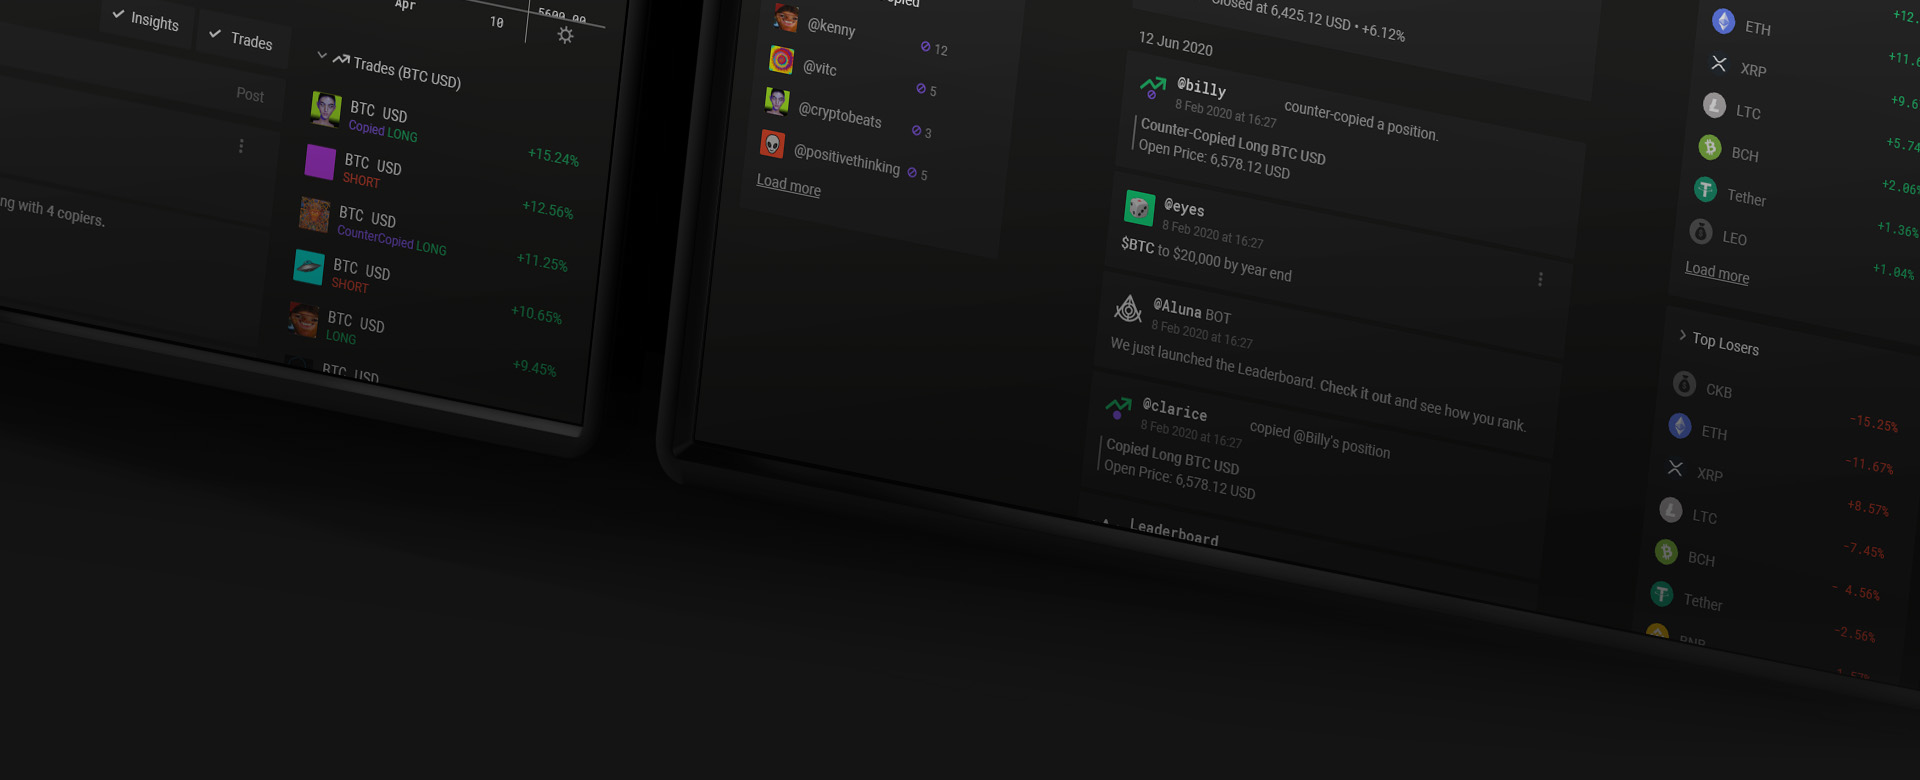 Apr
10
5600.00
Insights
Trades
Post
ng with 4 copiers.
Trades (BTC USD)
BTC USD
Copied LONG
+15.24%
BTC USD
SHORT
+12.56%
BTC USD
CounterCopied LONG
+11.25%
BTC USD
SHORT
+10.65%
BTC USD
LONG
+9.45%
BTC USD
@kenny
12
@vitc
5
@cryptobeats
3
@positivethinking
5
Load more
Closed at 6,425.12 USD • +6.12%
12 Jun 2020
@billy
counter-copied a position.
8 Feb 2020 at 16:27
Counter-Copied Long BTC USD
Open Price: 6,578.12 USD
@eyes
8 Feb 2020 at 16:27
$BTC to $20,000 by year end
@Aluna BOT
8 Feb 2020 at 16:27
We just launched the Leaderboard. Check it out and see how you rank.
@clarice
copied @Billy's position
8 Feb 2020 at 16:27
Copied Long BTC USD
Open Price: 6,578.12 USD
Leaderboard
ETH
+12.
XRP
+11.6
LTC
+9.6
BCH
+5.74
Tether
+2.06%
LEO
+1.36%
Load more
+1.04%
Top Losers
CKB
-15.25%
ETH
-11.67%
XRP
+8.57%
LTC
-7.45%
BCH
- 4.56%
Tether
-2.56%
BNB